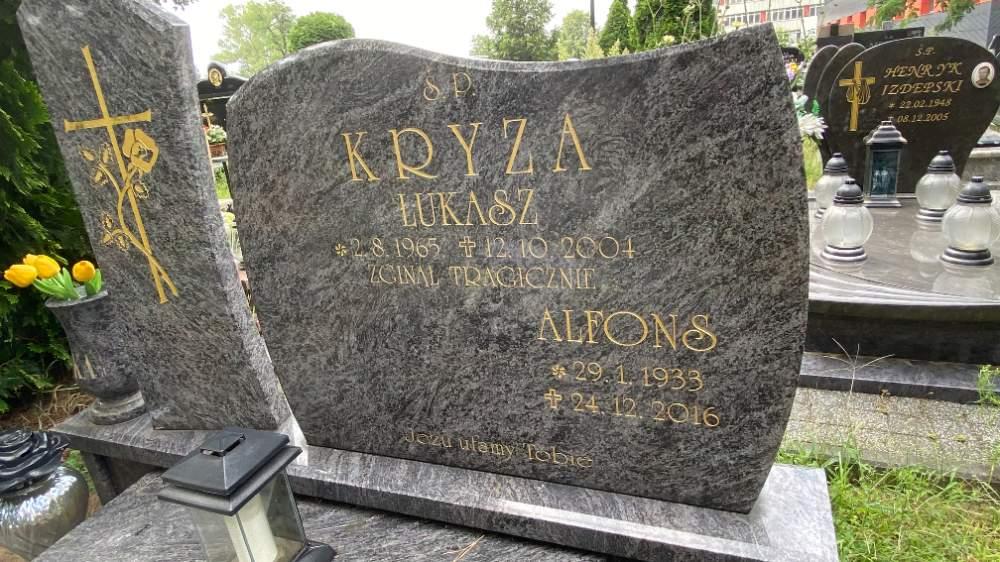 Ś.P.
KRYZA
ŁUKASZ
* 2.8.1965 ✝ 12.10.2004
ZGINĄŁ TRAGICZNIE
ALFONS
* 29.1.1933
✝ 24.12.2016
Jezu ufamy Tobie
Ś.P.
HENRYK
IZDEPSKI
* 22.02.1948
✝ 08.12.2005